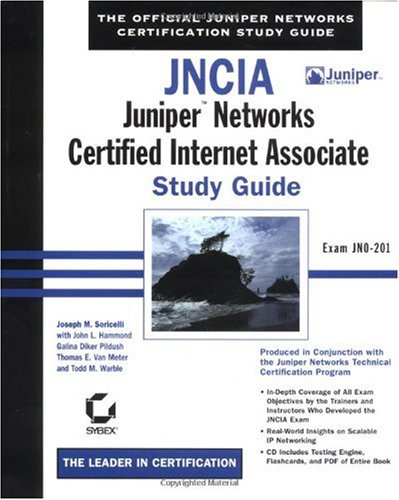 THE OFFICIAL JUNIPER NETWORKS
CERTIFICATION STUDY GUIDE
JNCIA
Juniper
NETWORKS
Juniper™ Networks
Certified Internet Associate
Study Guide
Exam JN0-201
Joseph M. Soricelli
with John L. Hammond
Galina Diker Pildush
Thomas E. Van Meter
and Todd M. Warble
Produced in Conjunction with
the Juniper Networks Technical
Certification Program
• In-Depth Coverage of All Exam
Objectives by the Trainers and
Instructors Who Developed the
JNCIA Exam
• Real-World Insights on Scalable
IP Networking
• CD Includes Testing Engine,
Flashcards, and PDF of Entire Book
SYBEX
THE LEADER IN CERTIFICATION
Copyrighted Material